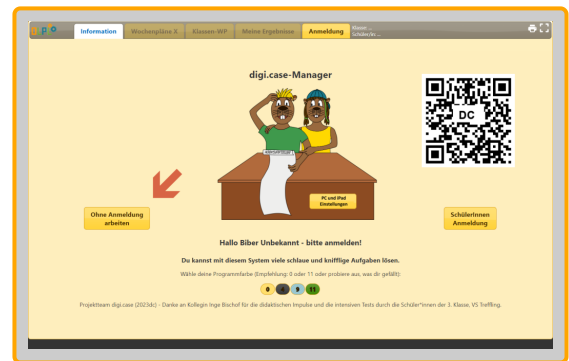 Information
Wochenpläne X
Klassen-WP
Meine Ergebnisse
Anmeldung
Klasse: ...
Schüler/in: ...
digi.case-Manager
DC
PC und iPad
Einstellungen
Ohne Anmeldung
arbeiten
SchülerInnen
Anmeldung
Hallo Biber Unbekannt - bitte anmelden!
Du kannst mit diesem System viele schlaue und knifflige Aufgaben lösen.
Wähle deine Programmfarbe (Empfehlung: 0 oder 11 oder probiere aus, was dir gefällt):
0
9
11
Projektteam digi.case (2023dc) - Danke an Kollegin Inge Bischof für die didaktischen Impulse und die intensiven Tests durch die Schüler*innen der 3. Klasse, VS Treffling.